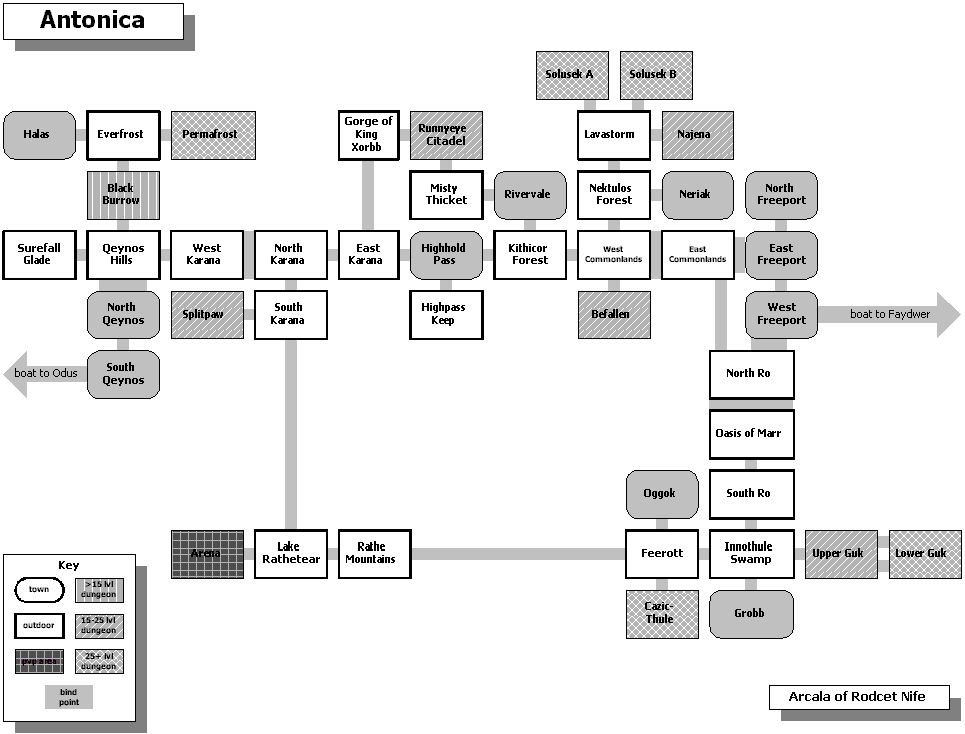 Antonica
Solusek A
Solusek B
Halas
Everfrost
Permafrost
Gorge of
King
Xorbb
Runnyeye
Citadel
Lavastorm
Najena
Black
Burrow
Misty
Thicket
Rivervale
Nektulos
Forest
Neriak
North
Freeport
Surefall
Glade
Qeynos
Hills
West
Karana
North
Karana
East
Karana
Highhold
Pass
Kithicor
Forest
West
Commonlands
East
Commonlands
East
Freeport
North
Qeynos
Splitpaw
South
Karana
Highpass
Keep
Befallen
West
Freeport
boat to Faydwer
boat to Odus
South
Qeynos
North Ro
Oasis of Marr
Oggok
South Ro
Arena
Lake
Rathetear
Rathe
Mountains
Feerott
Innothule
Swamp
Upper Guk
Lower Guk
Cazic-
Thule
Grobb
Key
town
>15 lvl
dungeon
outdoor
15-25 lvl
dungeon
pvp area
25+ lvl
dungeon
bind
point
Arcala of Rodcet Nife